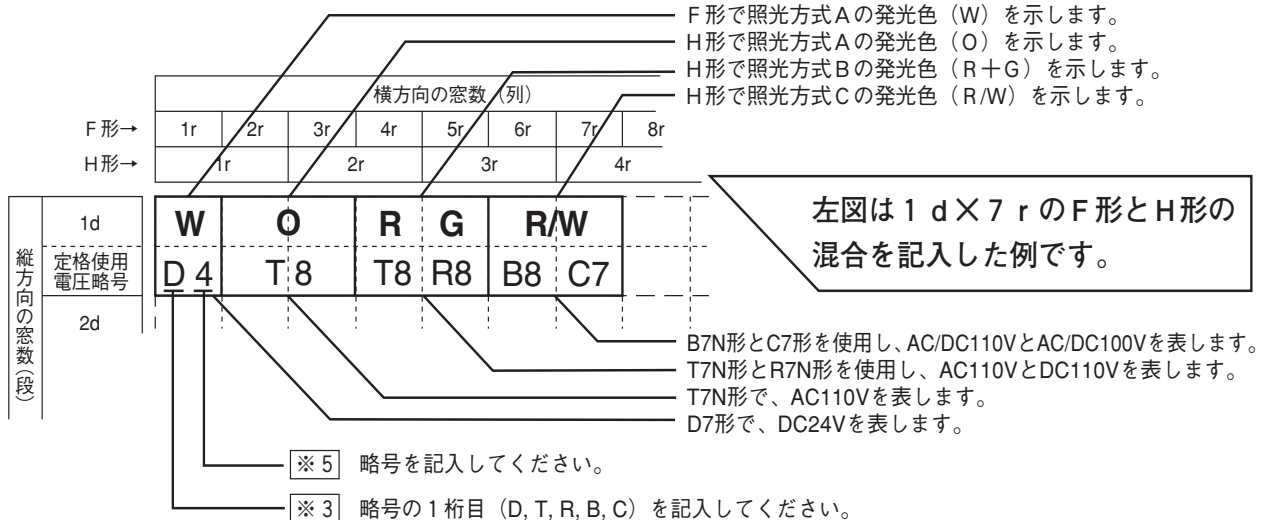 F形で照光方式Aの発光色（W）を示します。
H形で照光方式Aの発光色（O）を示します。
H形で照光方式Bの発光色（R＋G）を示します。
H形で照光方式Cの発光色（R/W）を示します。
横方向の窓数（列）
F形→ 1r 2r 3r 4r 5r 6r 7r 8r
H形→ 1r 2r 3r 4r
縦方向の窓数（段）
1d W O R G R/W
定格使用電圧略号 D 4 T 8 T8 R8 B8 C7
2d
左図は1d×7rのF形とH形の
混合を記入した例です。
B7N形とC7形を使用し、AC/DC110VとAC/DC100Vを表します。
T7N形とR7N形を使用し、AC110VとDC110Vを表します。
T7N形で、AC110Vを表します。
D7形で、DC24Vを表します。
※5 略号を記入してください。
※3 略号の1桁目（D, T, R, B, C）を記入してください。